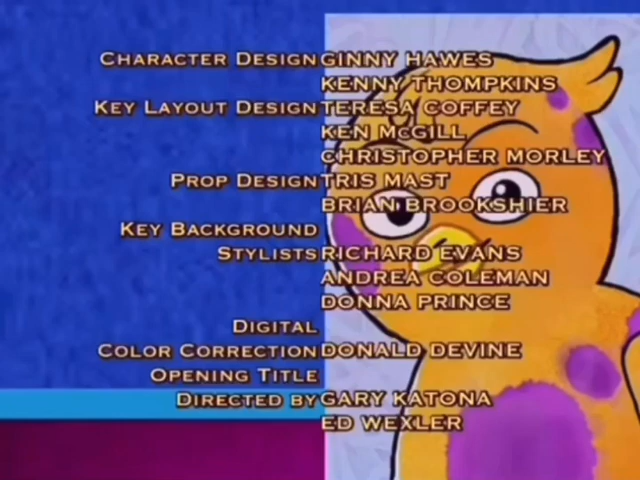 CHARACTER DESIGN GINNY HAWES
KENNY THOMPKINS
KEY LAYOUT DESIGN TERESA COFFEY
KEN MCGILL
CHRISTOPHER MORLEY
PROP DESIGN TRIS MAST
BRIAN BROOKSHIER
KEY BACKGROUND
STYLISTS RICHARD EVANS
ANDREA COLEMAN
DONNA PRINCE
DIGITAL
COLOR CORRECTION DONALD DEVINE
OPENING TITLE
DIRECTED BY GARY KATONA
ED WEXLER